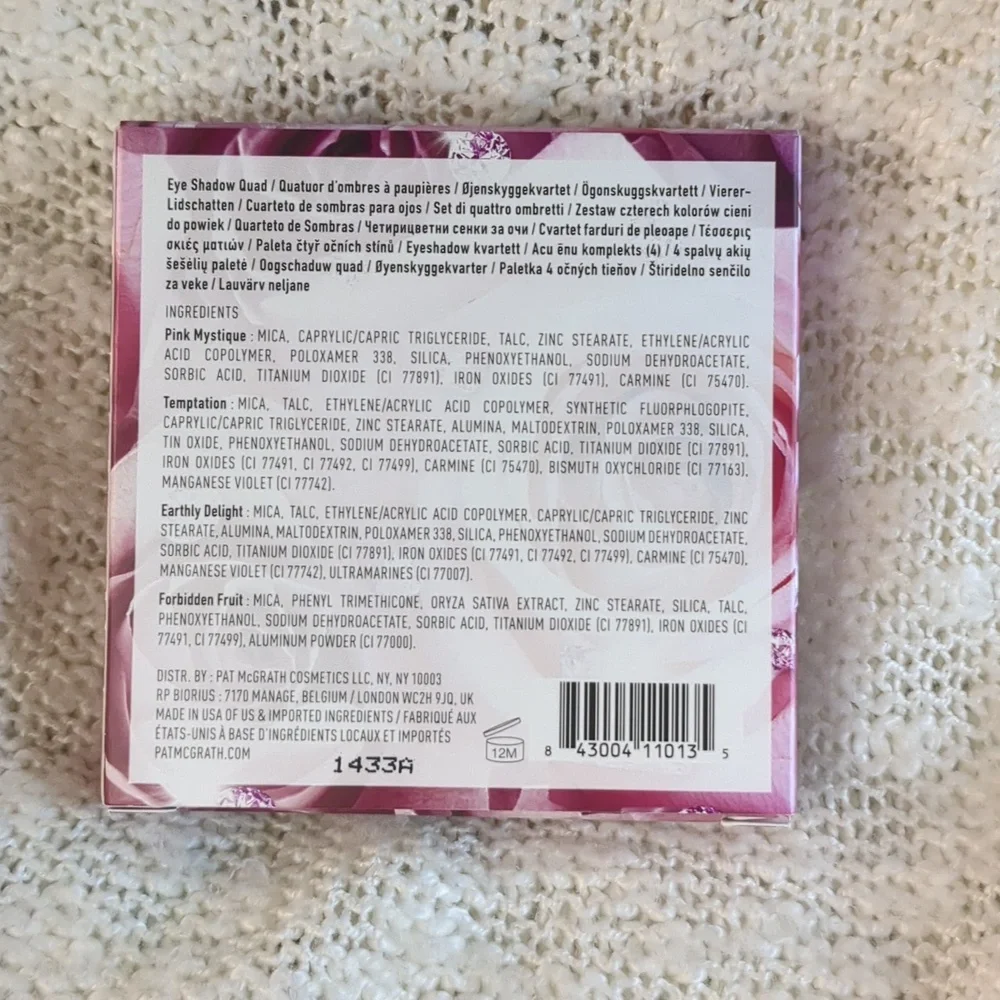 Eye Shadow Quad / Quatuor d'ombres à paupières / Øjenskyggekvartet / Ögonskuggskvartett / Vierer-
Lidschatten / Cuarteto de sombras para ojos / Set di quattro ombretti / Zestaw czterech kolorów cieni
do powiek / Quarteto de Sombras / Четирицветни сенки за очи / Cvartet farduri de pleoape / Τέσσερις
σκιές ματιών / Paleta čtyř očních stínů / Eyeshadow kvartett / Acu ēnu komplekts (4) / 4 spalvų akių
šešėlių paletė / Oogschaduw quad / Øyenskyggekvarter / Paletka 4 očných tieňov / Štiridelno senčilo
za veke / Lauvärv neljane
INGREDIENTS
Pink Mystique : MICA, CAPRYLIC/CAPRIC TRIGLYCERIDE, TALC, ZINC STEARATE, ETHYLENE/ACRYLIC
ACID COPOLYMER, POLOXAMER 338, SILICA, PHENOXYETHANOL, SODIUM DEHYDROACETATE,
SORBIC ACID, TITANIUM DIOXIDE (CI 77891), IRON OXIDES (CI 77491), CARMINE (CI 75470).
Temptation : MICA, TALC, ETHYLENE/ACRYLIC ACID COPOLYMER, SYNTHETIC FLUORPHLOGOPITE,
CAPRYLIC/CAPRIC TRIGLYCERIDE, ZINC STEARATE, ALUMINA, MALTODEXTRIN, POLOXAMER 338, SILICA,
TIN OXIDE, PHENOXYETHANOL, SODIUM DEHYDROACETATE, SORBIC ACID, TITANIUM DIOXIDE (CI 77891),
IRON OXIDES (CI 77491, CI 77492, CI 77499), CARMINE (CI 75470), BISMUTH OXYCHLORIDE (CI 77163),
MANGANESE VIOLET (CI 77742).
Earthly Delight : MICA, TALC, ETHYLENE/ACRYLIC ACID COPOLYMER, CAPRYLIC/CAPRIC TRIGLYCERIDE, ZINC
STEARATE, ALUMINA, MALTODEXTRIN, POLOXAMER 338, SILICA, PHENOXYETHANOL, SODIUM DEHYDROACETATE,
SORBIC ACID, TITANIUM DIOXIDE (CI 77891), IRON OXIDES (CI 77491, CI 77492, CI 77499), CARMINE (CI 75470),
MANGANESE VIOLET (CI 77742), ULTRAMARINES (CI 77007).
Forbidden Fruit : MICA, PHENYL TRIMETHICONE, ORYZA SATIVA EXTRACT, ZINC STEARATE, SILICA, TALC,
PHENOXYETHANOL, SODIUM DEHYDROACETATE, SORBIC ACID, TITANIUM DIOXIDE (CI 77891), IRON OXIDES (CI
77491, CI 77499), ALUMINUM POWDER (CI 77000).
DISTR. BY : PAT McGRATH COSMETICS LLC, NY, NY 10003
RP BIORIUS : 7170 MANAGE, BELGIUM / LONDON WC2H 9JQ, UK
MADE IN USA OF US & IMPORTED INGREDIENTS / FABRIQUÉ AUX
ÉTATS-UNIS À BASE D'INGRÉDIENTS LOCAUX ET IMPORTÉS
PATMCGRATH.COM
1433A
12M
8 43004 11013 5